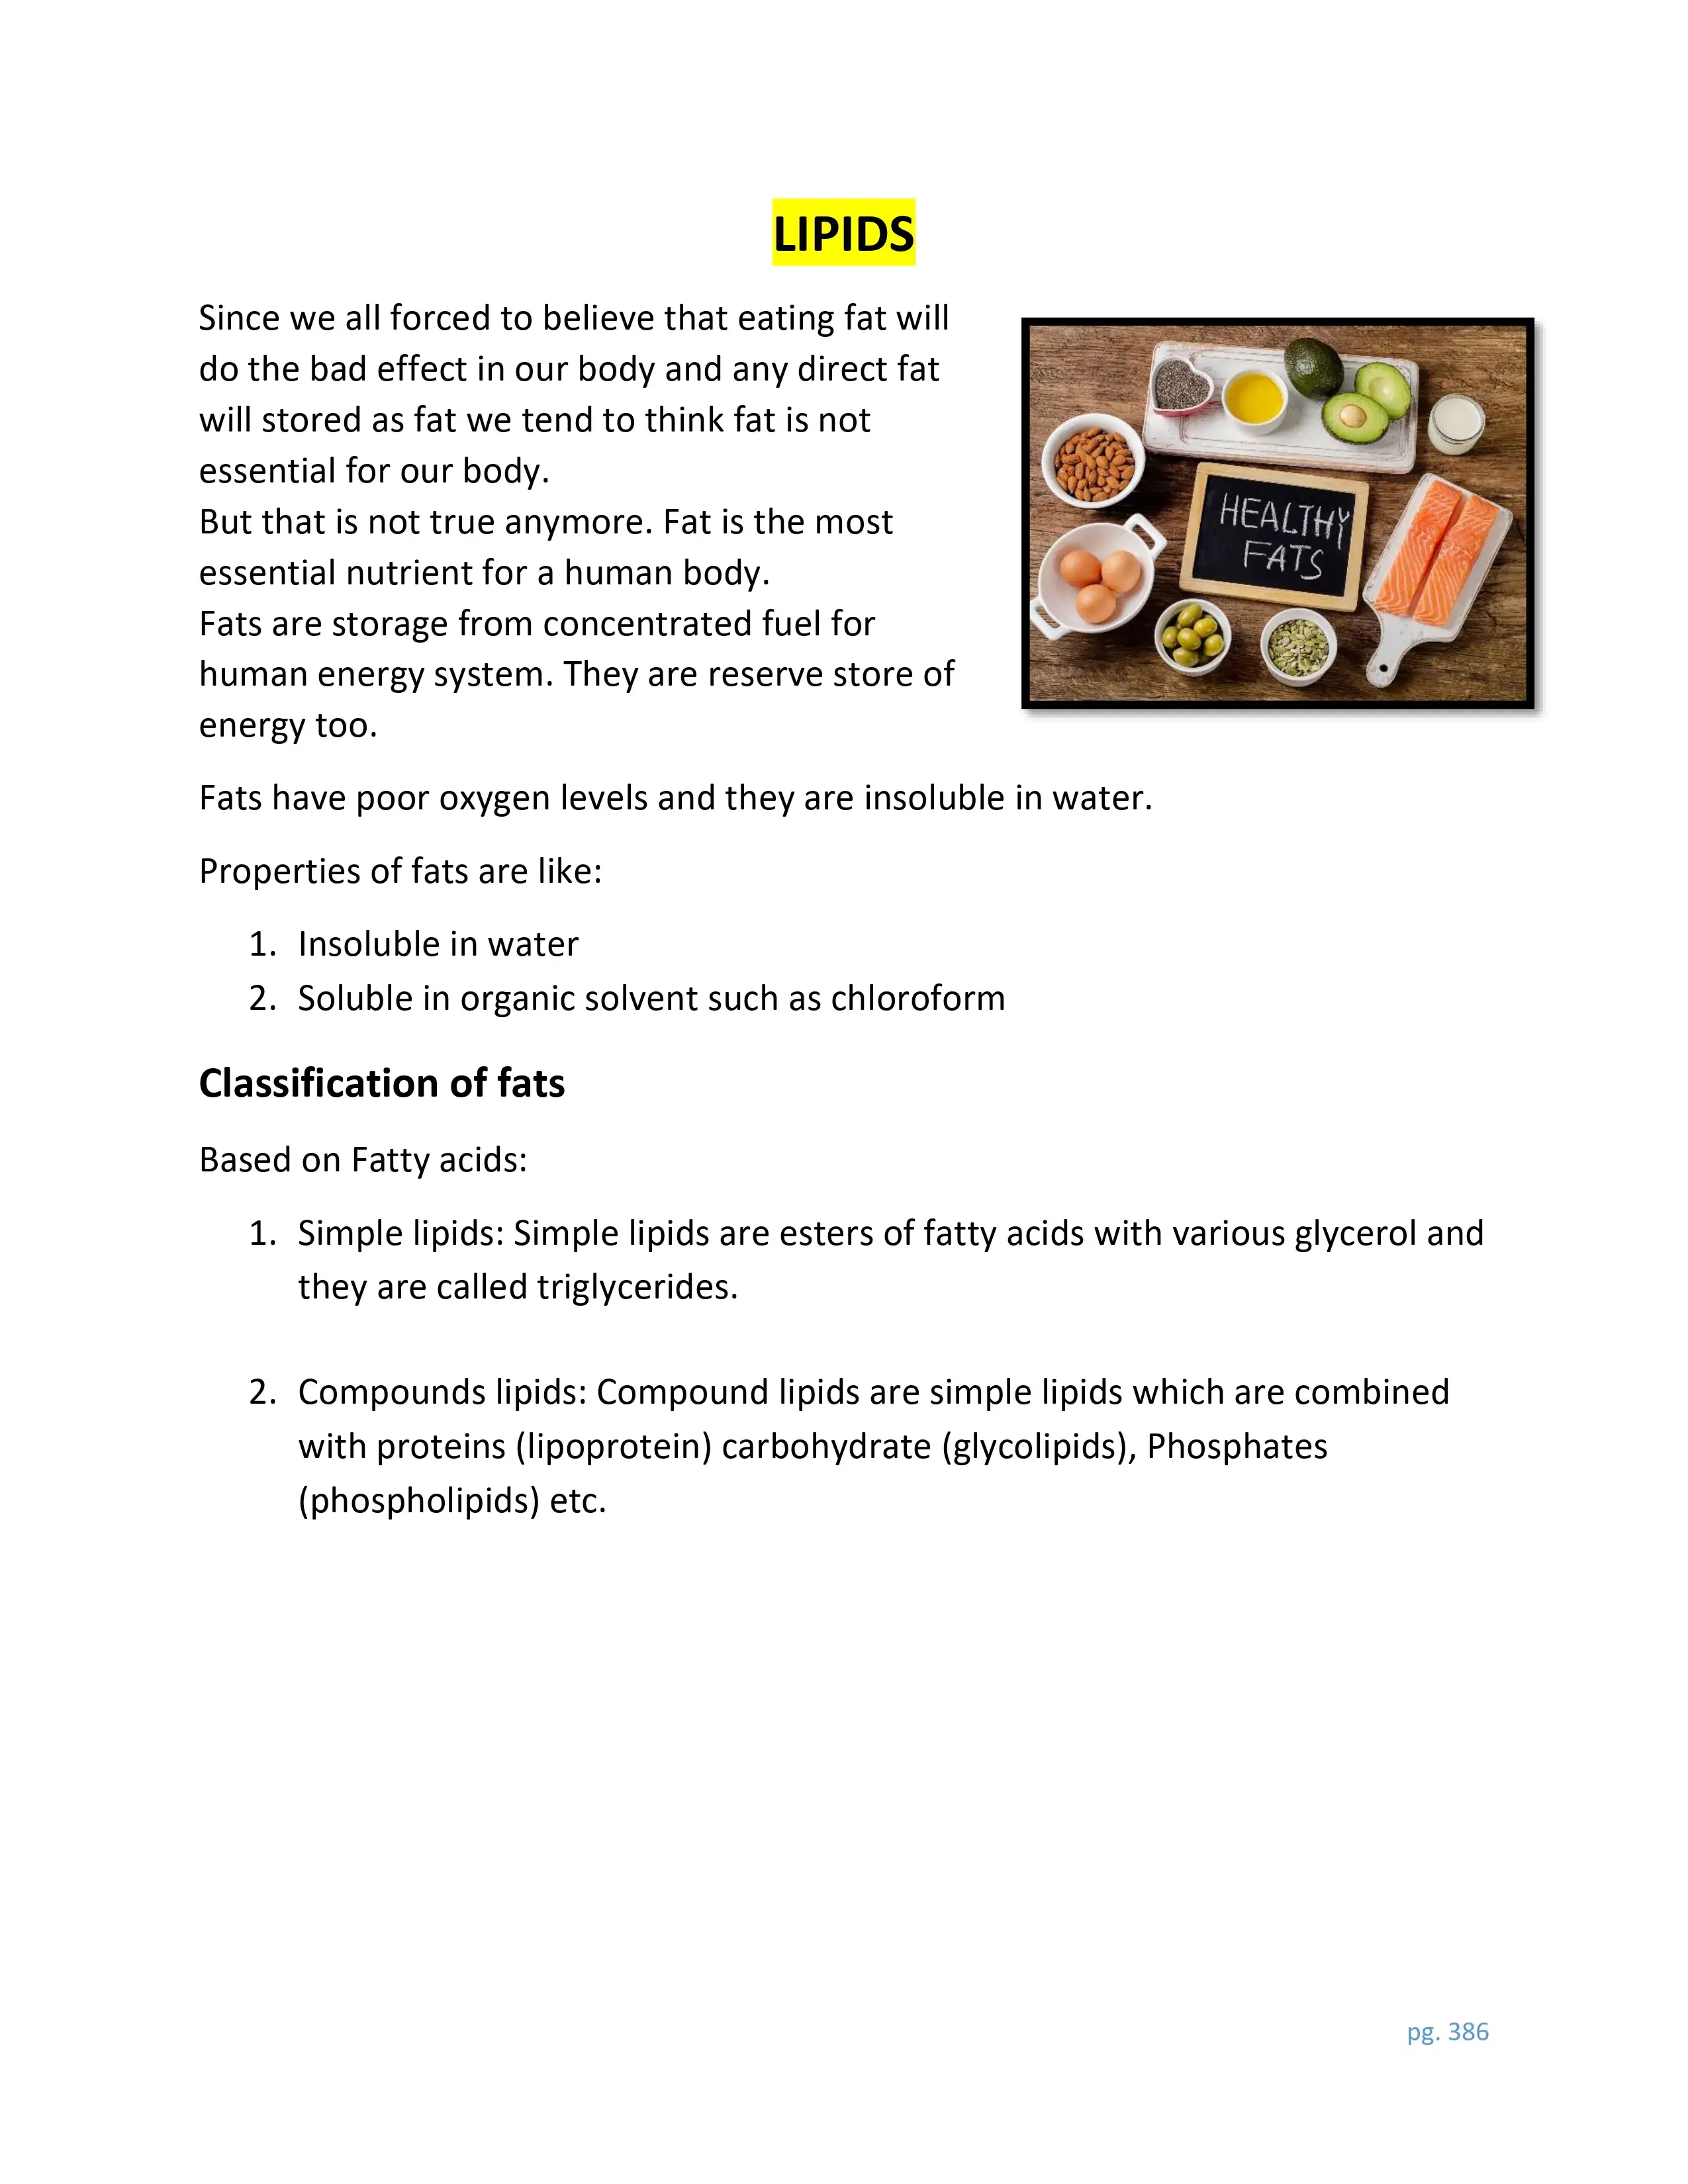 LIPIDS
Since we all forced to believe that eating fat will
do the bad effect in our body and any direct fat
will stored as fat we tend to think fat is not
essential for our body.
But that is not true anymore. Fat is the most
essential nutrient for a human body.
Fats are storage from concentrated fuel for
human energy system. They are reserve store of
energy too.
HEALTHY
FATS
Fats have poor oxygen levels and they are insoluble in water.
Properties of fats are like:
1. Insoluble in water
2. Soluble in organic solvent such as chloroform
Classification of fats
Based on Fatty acids:
1. Simple lipids: Simple lipids are esters of fatty acids with various glycerol and
they are called triglycerides.
2. Compounds lipids: Compound lipids are simple lipids which are combined
with proteins (lipoprotein) carbohydrate (glycolipids), Phosphates
(phospholipids) etc.
pg. 386